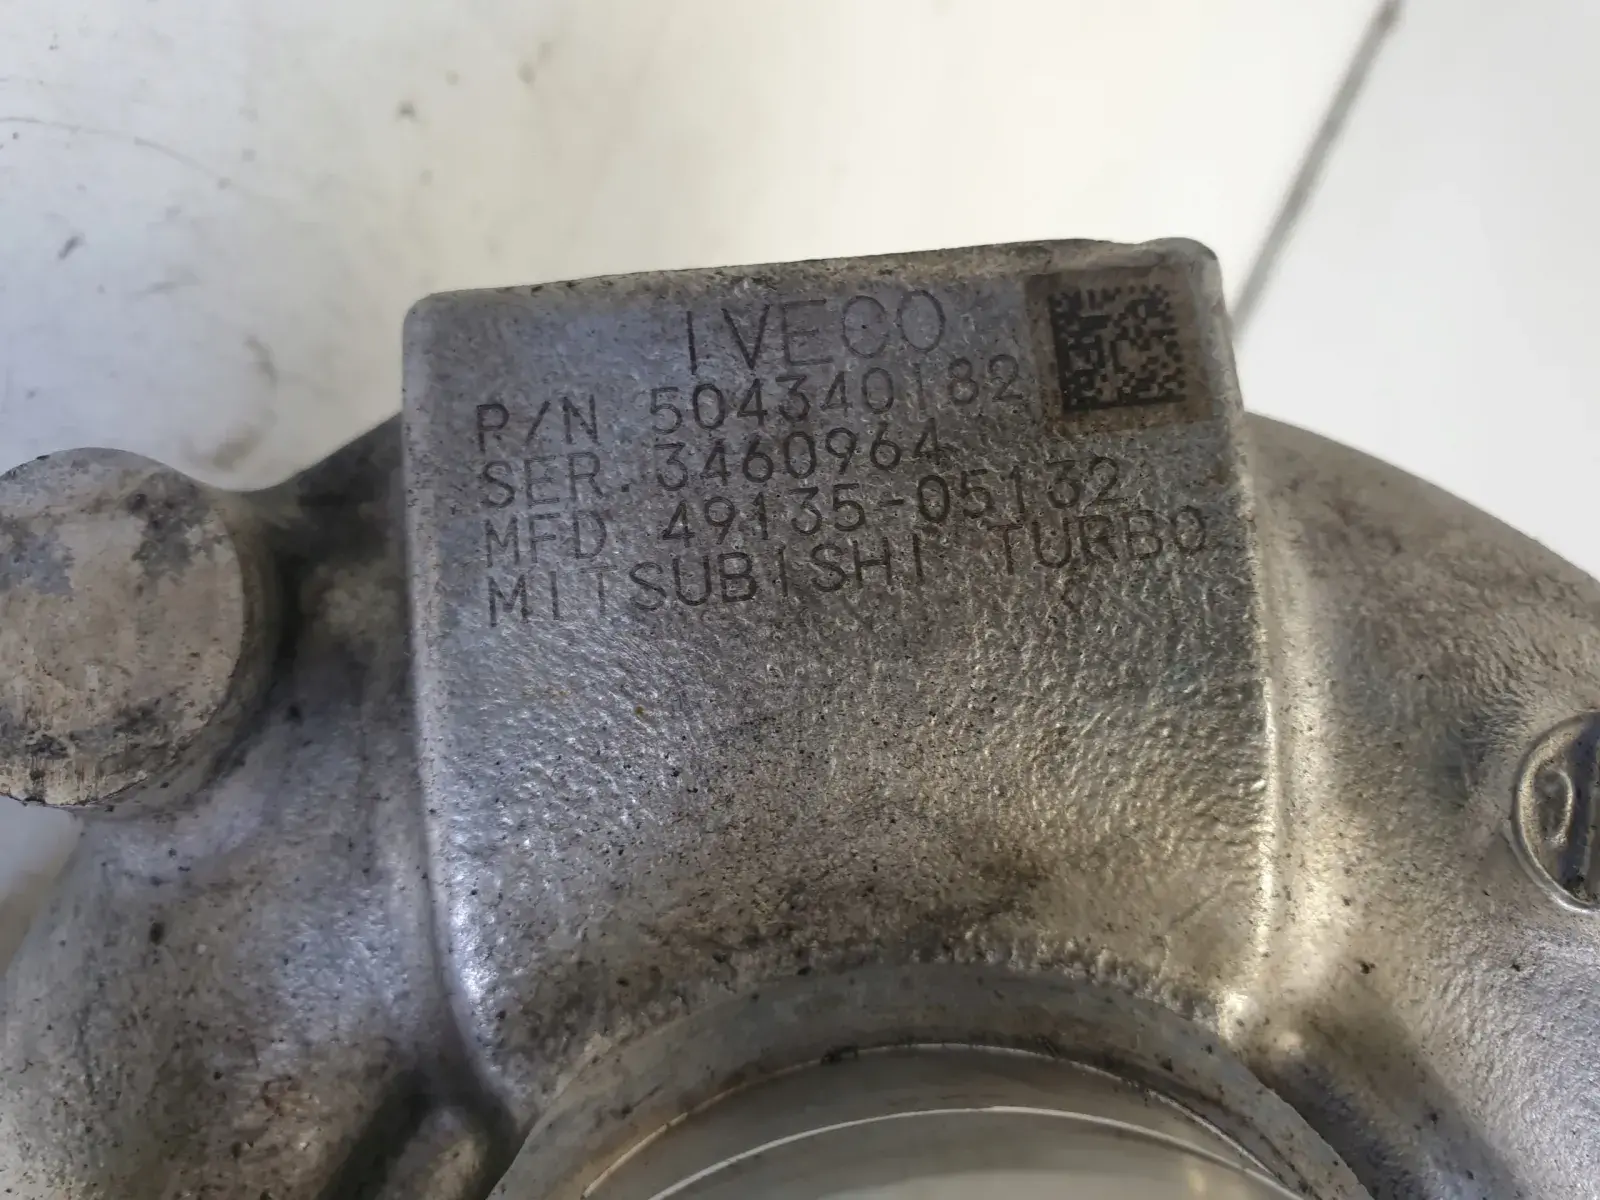 IVECO
P/N 504340182
SER. 3460964
MFD. 49135-05132
MITSUBISHI TURBO